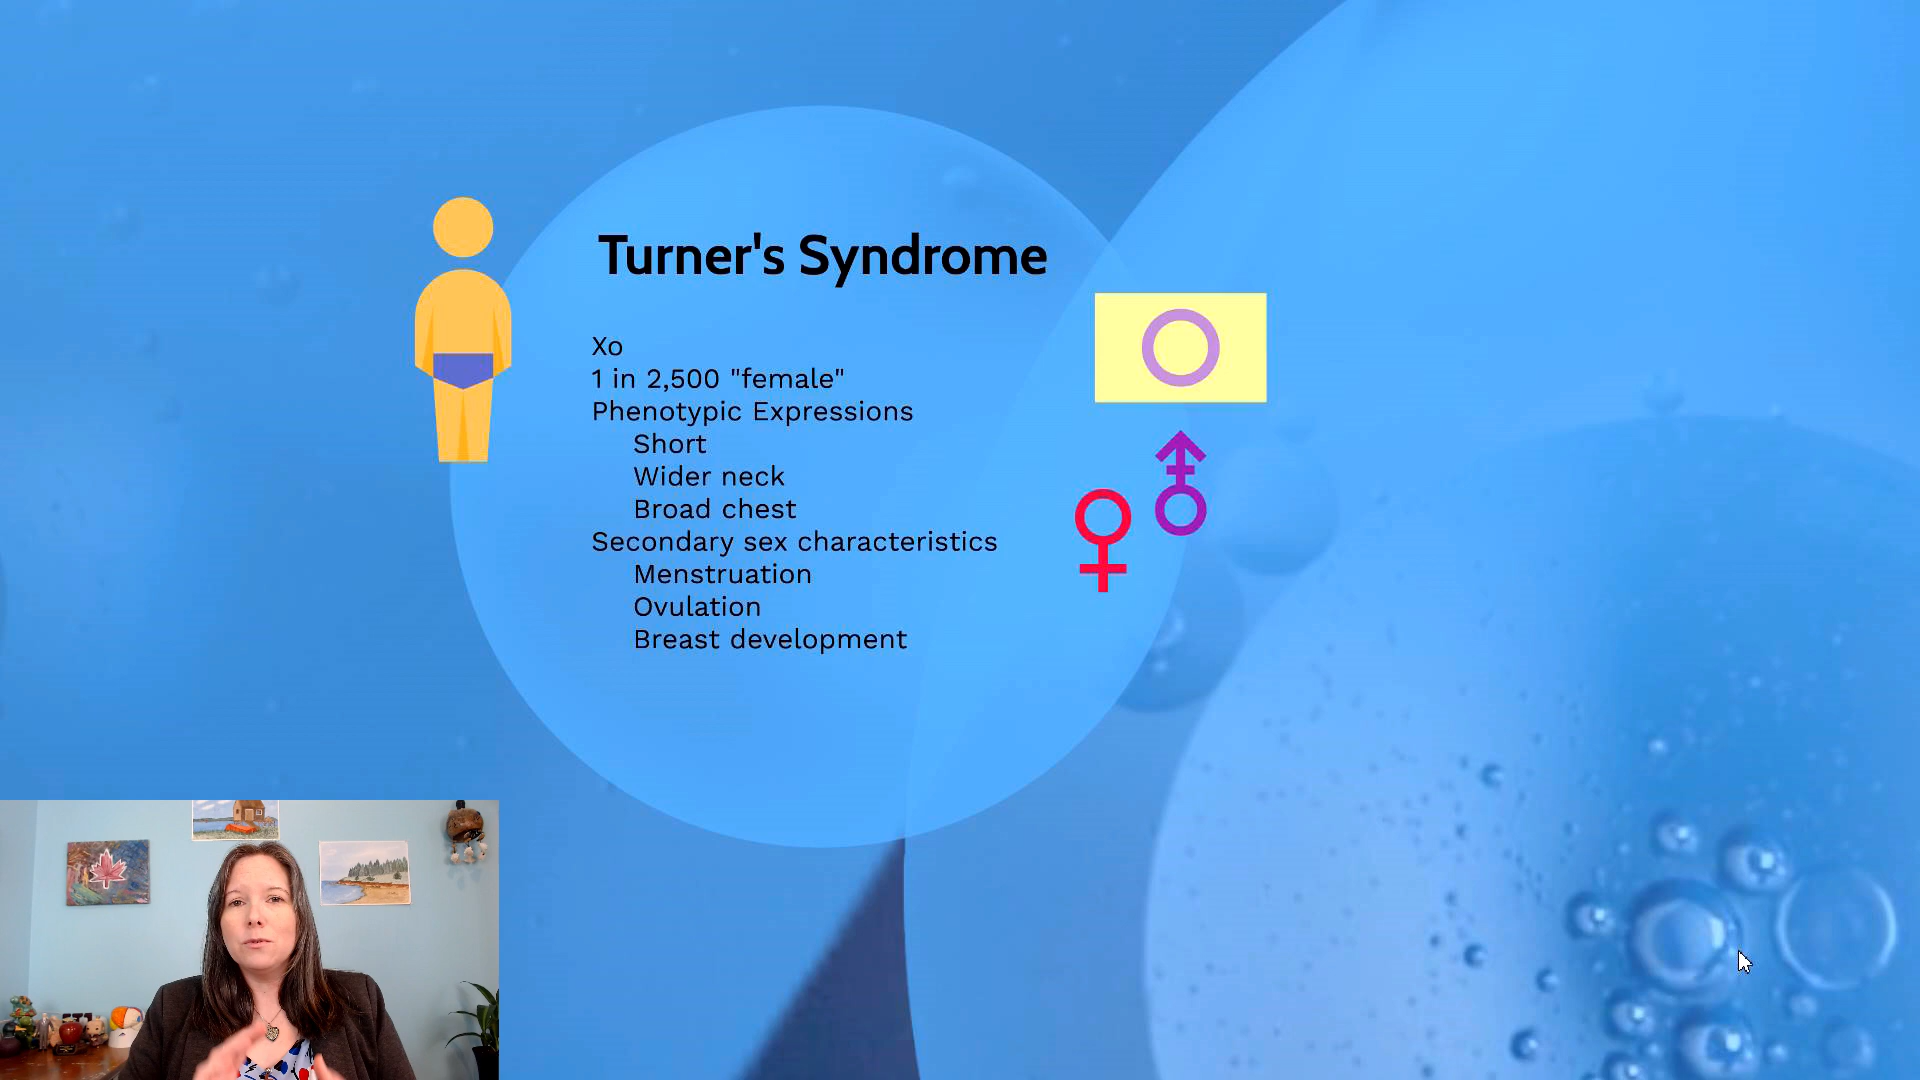 Turner's Syndrome
Xo
1 in 2,500 "female"
Phenotypic Expressions
Short
Wider neck
Broad chest
Secondary sex characteristics
Menstruation
Ovulation
Breast development